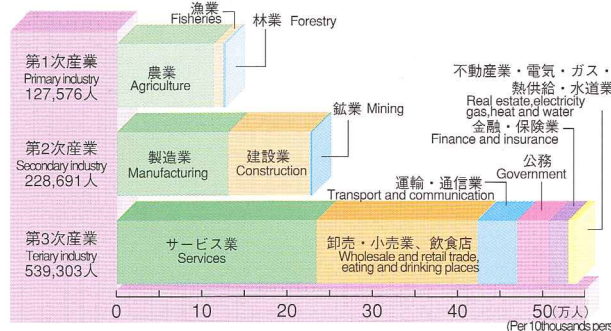 漁業
Fisheries
林業 Forestry
第1次産業
Primary industry
127,576人
農業
Agriculture
不動産業・電気・ガス・
熱供給・水道業
Real estate,electricity
gas,heat and water
鉱業 Mining
金融・保険業
Finance and insurance
第2次産業
Secondary industry
228,691人
製造業
Manufacturing
建設業
Construction
公務
Government
運輸・通信業
Transport and communication
第3次産業
Teriary industry
539,303人
サービス業
Services
卸売・小売業、飲食店
Wholesale and retail trade,
eating and drinking places
0 10 20 30 40 50(万人)
(Per 10thousands pers